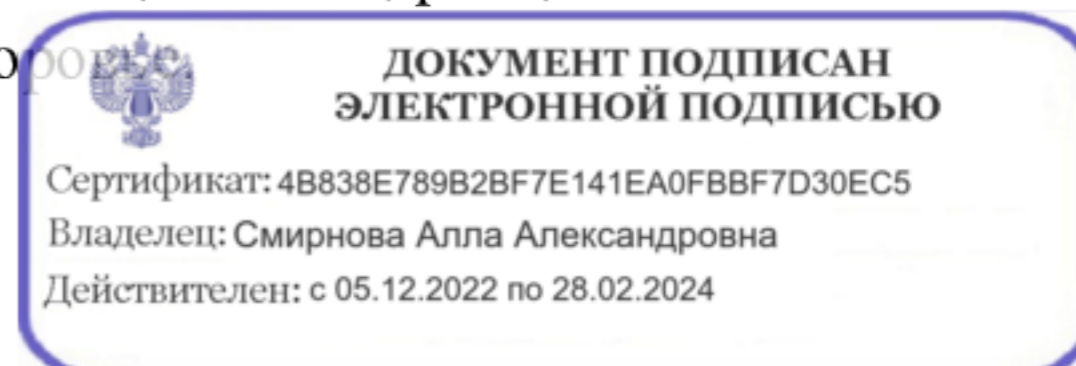 ДОКУМЕНТ ПОДПИСАН
ЭЛЕКТРОННОЙ ПОДПИСЬЮ
Сертификат: 4B838E789B2BF7E141EA0FBBF7D30EC5
Владелец: Смирнова Алла Александровна
Действителен: с 05.12.2022 по 28.02.2024